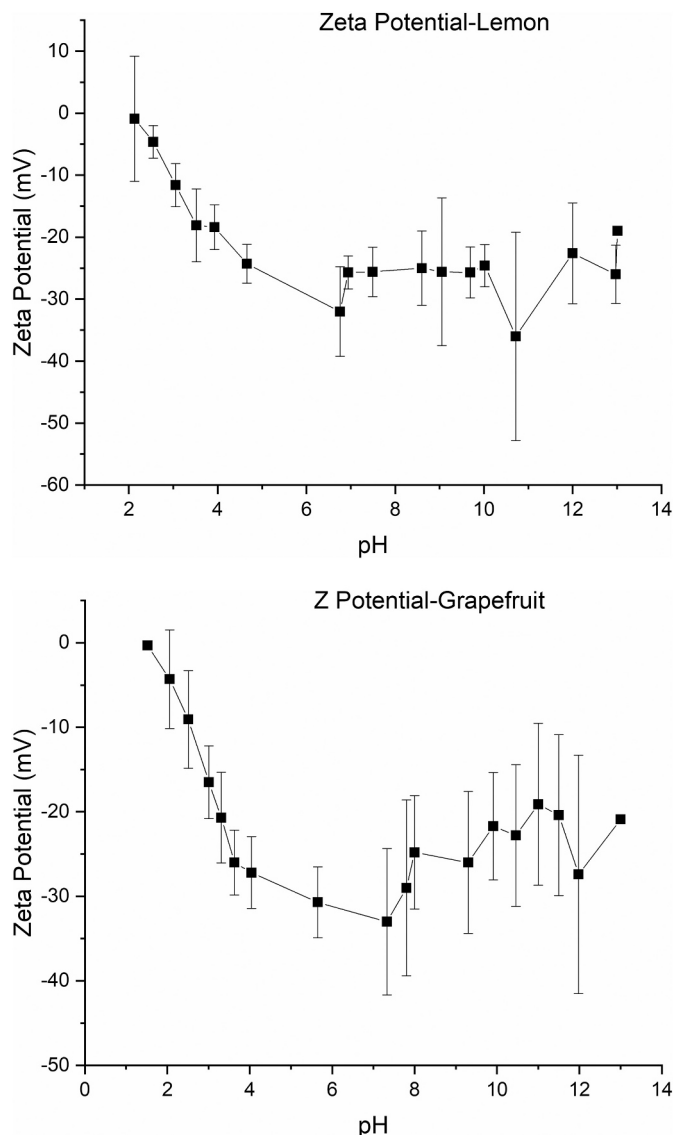 Zeta Potential-Lemon
10
0
-10
-20
-30
-40
-50
-60
Zeta Potential (mV)
2 4 6 8 10 12 14
pH
Z Potential-Grapefruit
0
-10
-20
-30
-40
-50
Zeta Potential (mV)
0 2 4 6 8 10 12 14
pH